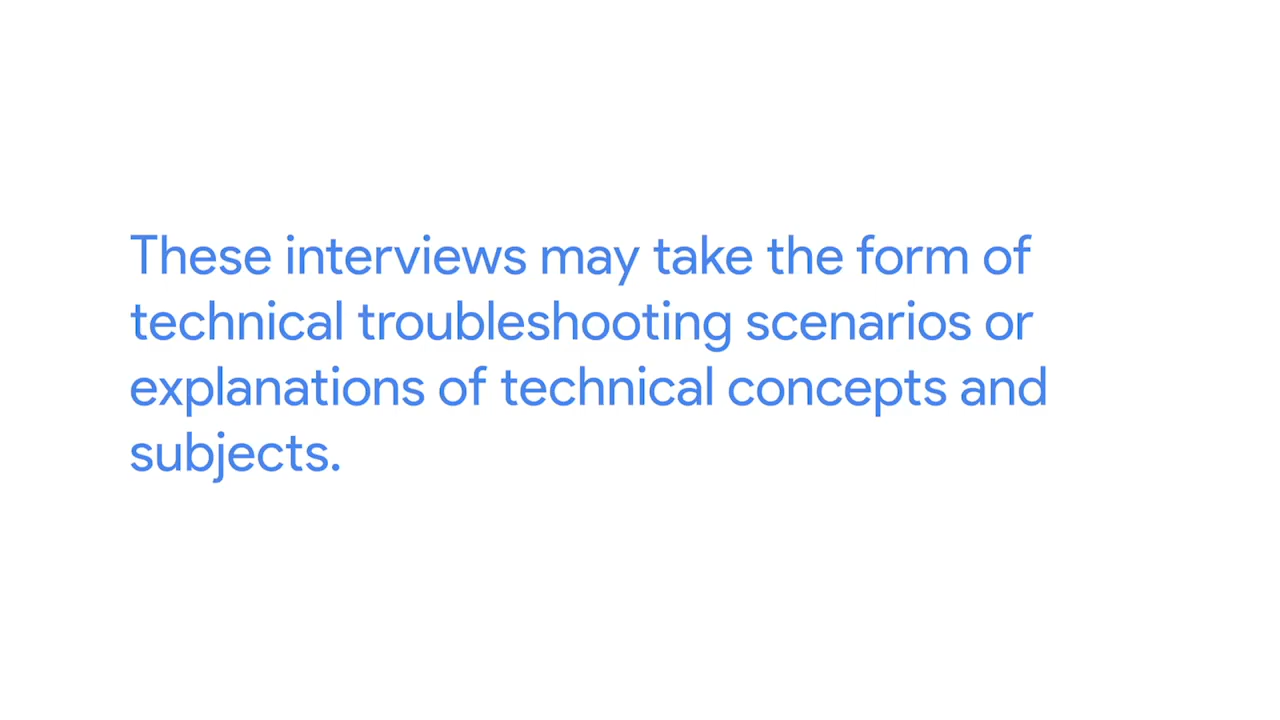 These interviews may take the form of
technical troubleshooting scenarios or
explanations of technical concepts and
subjects.